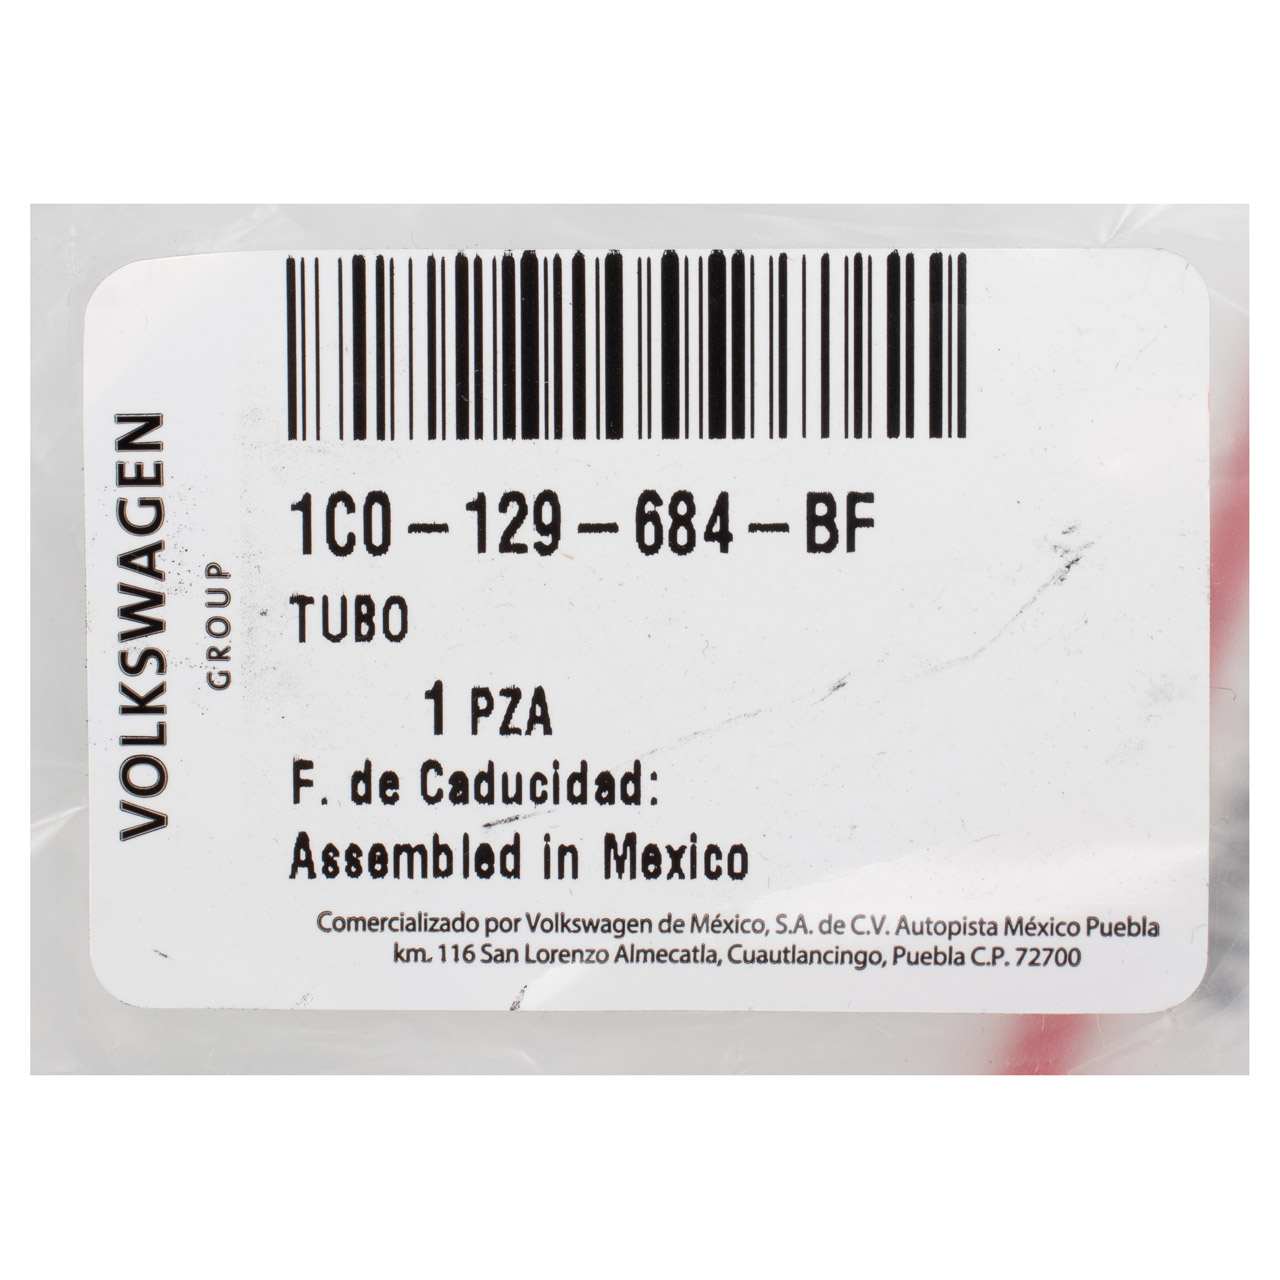 VOLKSWAGEN
GROUP
1C0-129-684-BF
TUBO
1 PZA
F. de Caducidad:
Assembled in Mexico
Comercializado por Volkswagen de México, S.A. de C.V. Autopista México Puebla
km. 116 San Lorenzo Almecatla, Cuautlancingo, Puebla C.P. 72700